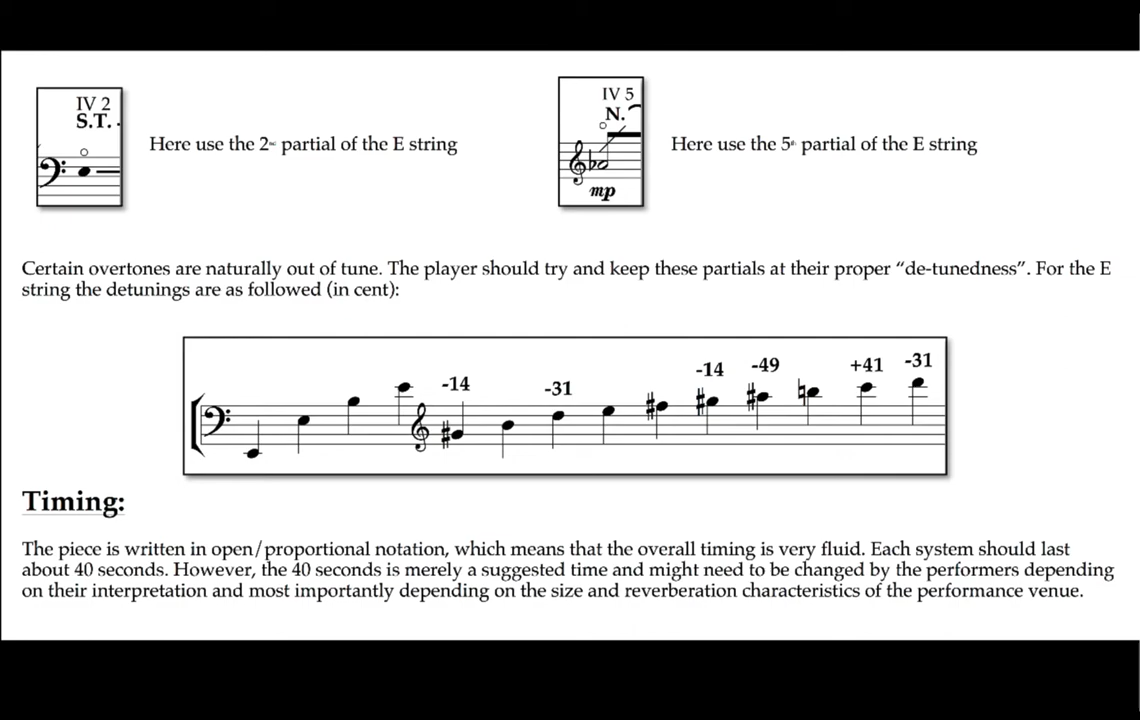 IV 2
S.T.
Here use the 2nd partial of the E string
IV 5
N.
mp
Here use the 5th partial of the E string
Certain overtones are naturally out of tune. The player should try and keep these partials at their proper “de-tunedness”. For the E
string the detunings are as followed (in cent):
-14 -31 -14 -49 +41 -31
Timing:
The piece is written in open/proportional notation, which means that the overall timing is very fluid. Each system should last
about 40 seconds. However, the 40 seconds is merely a suggested time and might need to be changed by the performers depending
on their interpretation and most importantly depending on the size and reverberation characteristics of the performance venue.